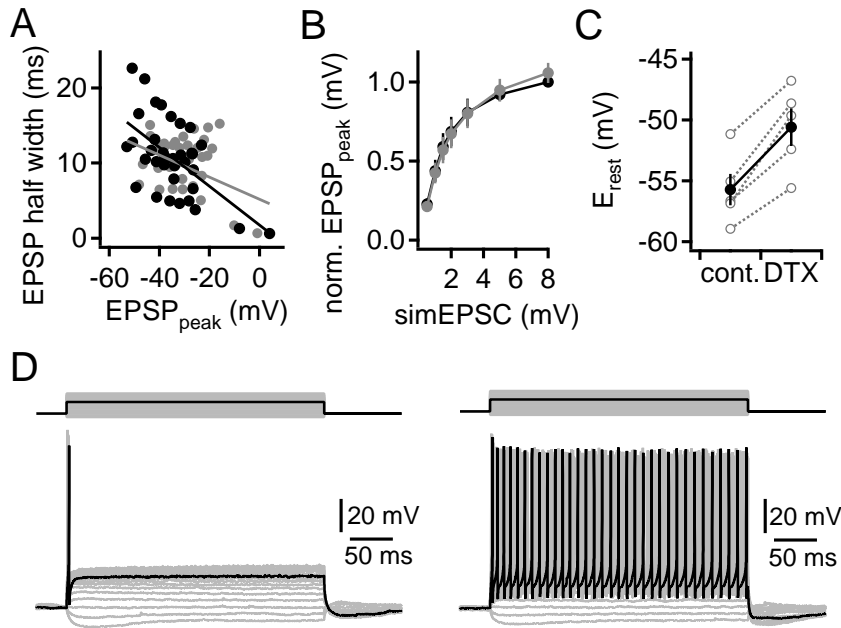 A
EPSP half width (ms)
20
10
0
-60 -40 -20 0
EPSPpeak (mV)
B
norm. EPSPpeak (mV)
1.0
0.5
0.0
2 4 6 8
simEPSC (mV)
C
Erest (mV)
-45
-50
-55
-60
cont. DTX
D
20 mV
50 ms
20 mV
50 ms